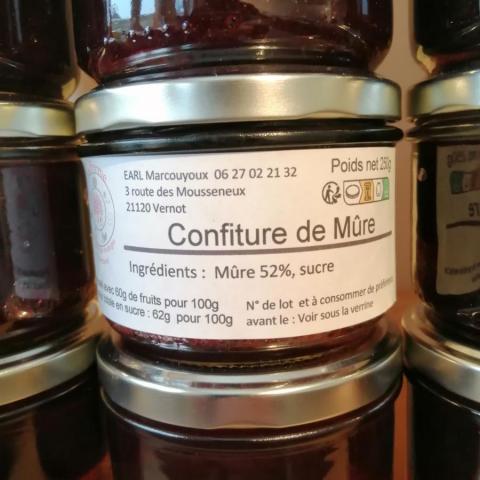 EARL Marcouyoux 06 27 02 21 32
3 route des Mousseneux
21120 Vernot
Poids net 250g
Confiture de Mûre
Ingrédients : Mûre 52%, sucre
avec 60g de fruits pour 100g
en sucre : 62g pour 100g
N° de lot et à consommer de préférence
avant le : Voir sous la verrine